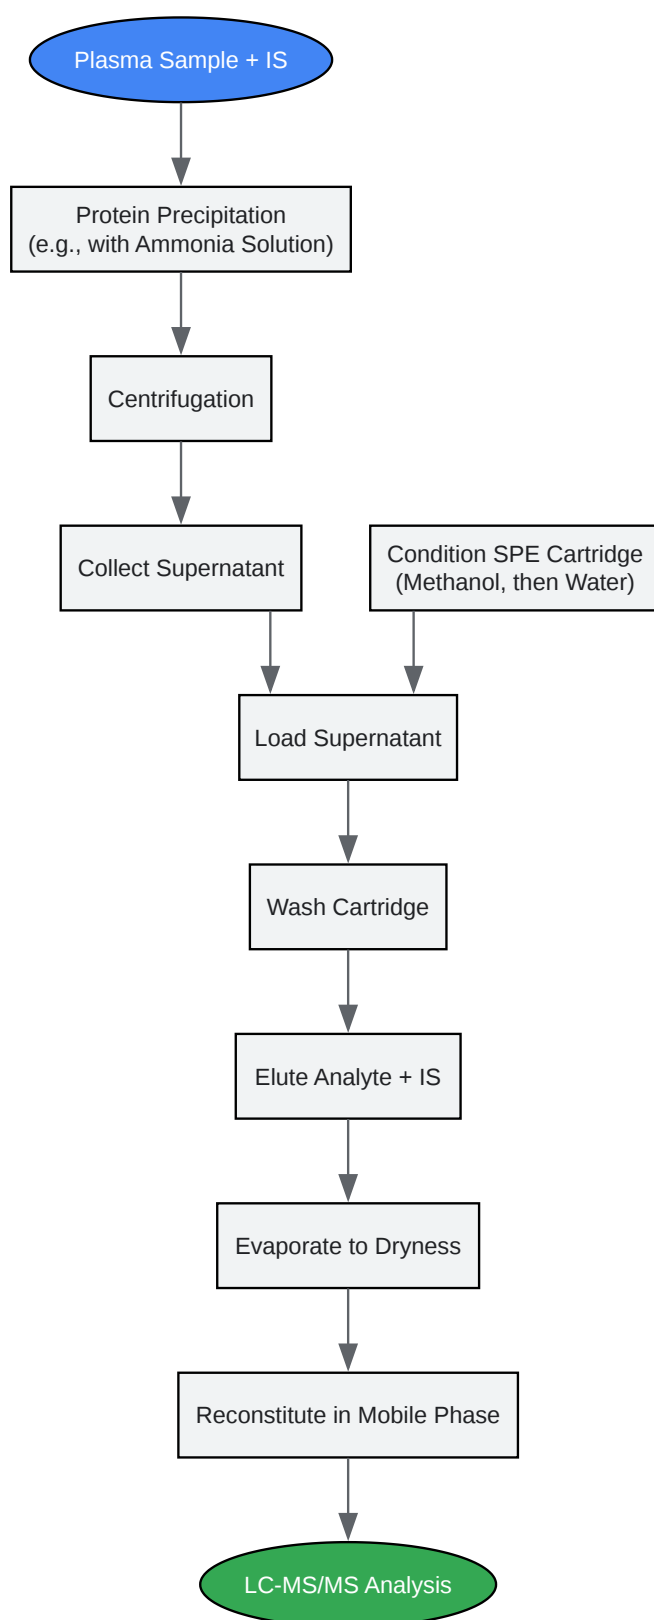 Plasma Sample + IS
Protein Precipitation
(e.g., with Ammonia Solution)
Centrifugation
Collect Supernatant
Condition SPE Cartridge
(Methanol, then Water)
Load Supernatant
Wash Cartridge
Elute Analyte + IS
Evaporate to Dryness
Reconstitute in Mobile Phase
LC-MS/MS Analysis